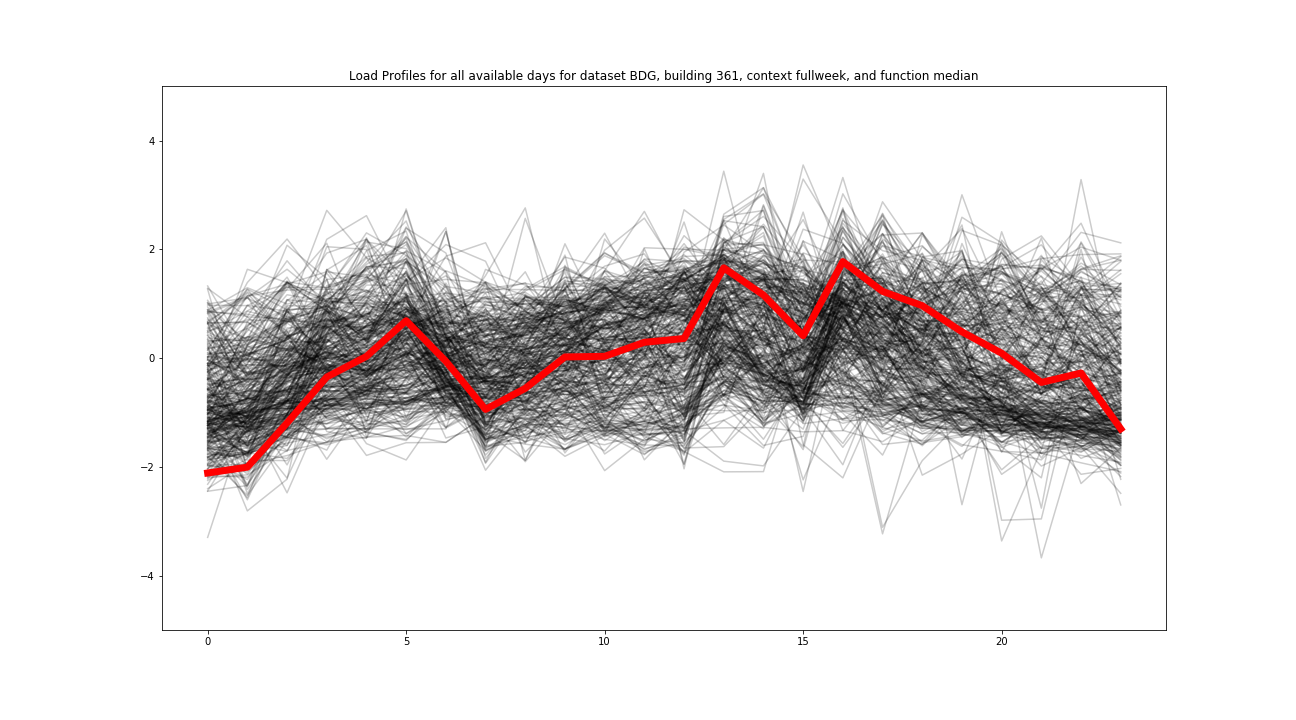 Load Profiles for all available days for dataset BDG, building 361, context fullweek, and function median
4
2
0
−2
−4
0 5 10 15 20